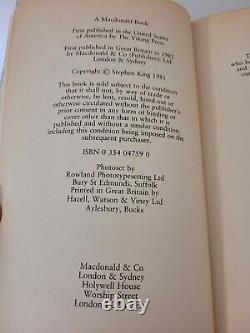 A Macdonald Book
First published in the United States
of America by The Viking Press
First published in Great Britain in 1982
by Macdonald & Co (Publishers) Ltd
London & Sydney
Copyright © Stephen King 1981
This book is sold subject to the condition
that it shall not, by way of trade or
otherwise, be lent, resold, hired out or
otherwise circulated without the publisher's
prior consent in any form of binding or
cover other than that in which it is
published and without a similar condition
including this condition being imposed on the
subsequent purchaser.
ISBN 0 354 04759 0
Photoset by
Rowland Phototypesetting Ltd
Bury St Edmunds, Suffolk
Printed in Great Britain by
Hazell, Watson & Viney Ltd
Aylesbury, Bucks
Macdonald & Co
London & Sydney
Holywell House
Worship Street
London
ebay